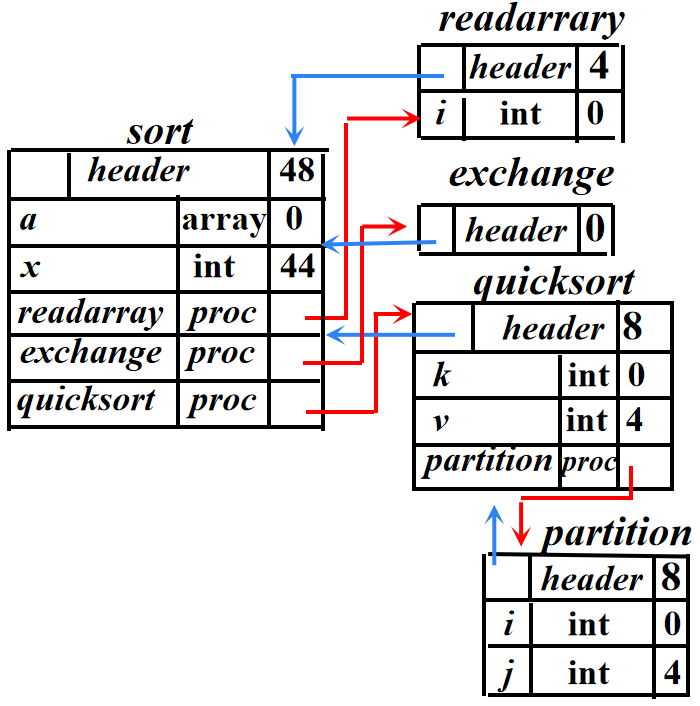 readarrary
header 4
i int 0
sort
header 48
a array 0
x int 44
readarray proc
exchange proc
quicksort proc
exchange
header 0
quicksort
header 8
k int 0
v int 4
partition proc
partition
header 8
i int 0
j int 4